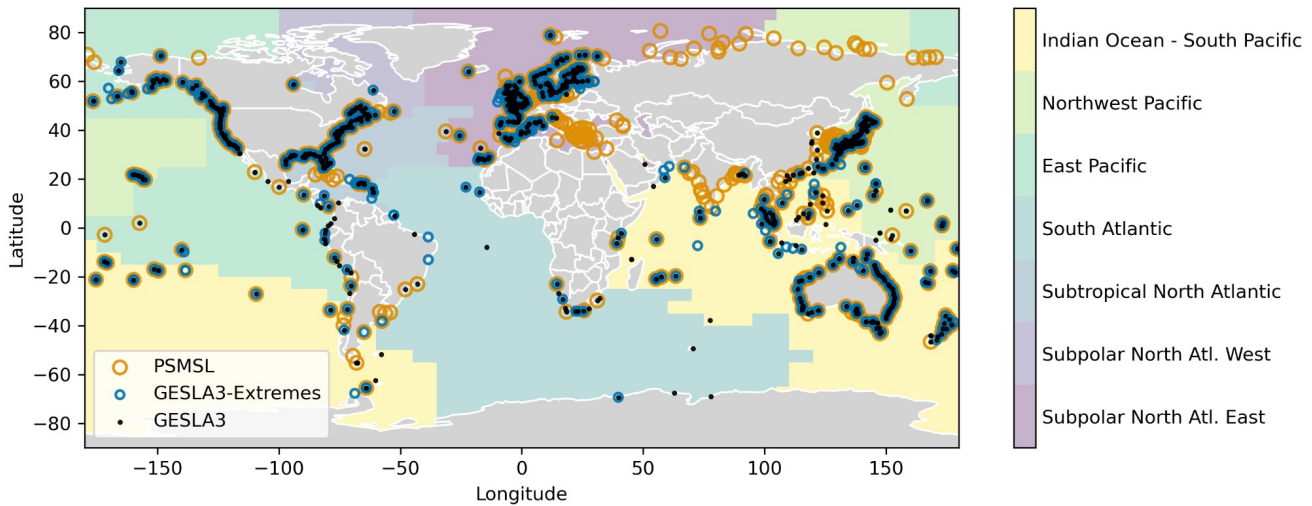 80
60
40
20
0
−20
−40
−60
−80
Latitude
−150
−100
−50
0
50
100
150
Longitude
PSMSL
GESLA3-Extremes
GESLA3
Indian Ocean - South Pacific
Northwest Pacific
East Pacific
South Atlantic
Subtropical North Atlantic
Subpolar North Atl. West
Subpolar North Atl. East